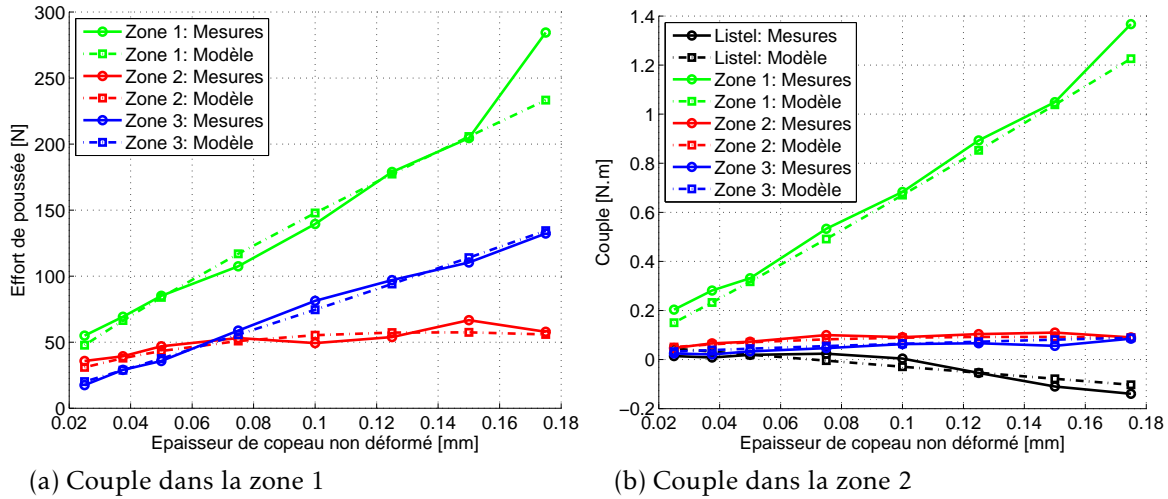 300
250
200
150
100
50
0
0.02
0.04
0.06
0.08
0.1
0.12
0.14
0.16
0.18
Effort de poussée [N]
Epaisseur de copeau non déformé [mm]
Zone 1: Mesures
Zone 1: Modèle
Zone 2: Mesures
Zone 2: Modèle
Zone 3: Mesures
Zone 3: Modèle
(a) Couple dans la zone 1
1.4
1.2
1
0.8
0.6
0.4
0.2
0
−0.2
0.02
0.04
0.06
0.08
0.1
0.12
0.14
0.16
0.18
Couple [N.m]
Epaisseur de copeau non déformé [mm]
Listel: Mesures
Listel: Modèle
Zone 1: Mesures
Zone 1: Modèle
Zone 2: Mesures
Zone 2: Modèle
Zone 3: Mesures
Zone 3: Modèle
(b) Couple dans la zone 2